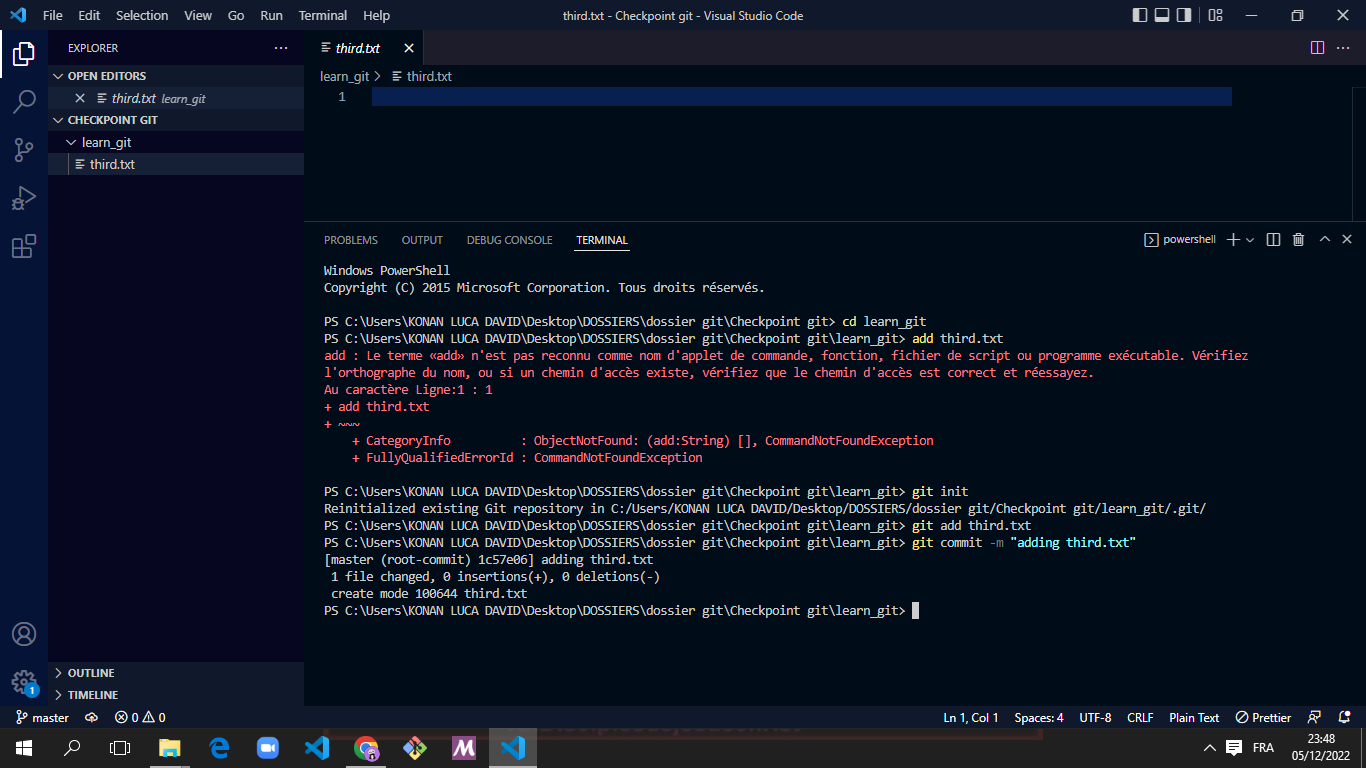 File Edit Selection View Go Run Terminal Help
third.txt - Checkpoint git - Visual Studio Code
EXPLORER
OPEN EDITORS
third.txt learn_git
CHECKPOINT GIT
learn_git
third.txt
OUTLINE
TIMELINE
third.txt
learn_git > third.txt
1
PROBLEMS OUTPUT DEBUG CONSOLE TERMINAL
powershell
Windows PowerShell
Copyright (C) 2015 Microsoft Corporation. Tous droits réservés.
PS C:\Users\KONAN LUCA DAVID\Desktop\DOSSIERS\dossier git\Checkpoint git> cd learn_git
PS C:\Users\KONAN LUCA DAVID\Desktop\DOSSIERS\dossier git\Checkpoint git\learn_git> add third.txt
add : Le terme «add» n'est pas reconnu comme nom d'applet de commande, fonction, fichier de script ou programme exécutable. Vérifiez
l'orthographe du nom, ou si un chemin d'accès existe, vérifiez que le chemin d'accès est correct et réessayez.
Au caractère Ligne:1 : 1
+ add third.txt
+ ~~~
+ CategoryInfo : ObjectNotFound: (add:String) [], CommandNotFoundException
+ FullyQualifiedErrorId : CommandNotFoundException
PS C:\Users\KONAN LUCA DAVID\Desktop\DOSSIERS\dossier git\Checkpoint git\learn_git> git init
Reinitialized existing Git repository in C:/Users/KONAN LUCA DAVID/Desktop/DOSSIERS/dossier git/Checkpoint git/learn_git/.git/
PS C:\Users\KONAN LUCA DAVID\Desktop\DOSSIERS\dossier git\Checkpoint git\learn_git> git add third.txt
PS C:\Users\KONAN LUCA DAVID\Desktop\DOSSIERS\dossier git\Checkpoint git\learn_git> git commit -m "adding third.txt"
[master (root-commit) 1c57e06] adding third.txt
1 file changed, 0 insertions(+), 0 deletions(-)
create mode 100644 third.txt
PS C:\Users\KONAN LUCA DAVID\Desktop\DOSSIERS\dossier git\Checkpoint git\learn_git>
1
master 0 0 Ln 1, Col 1 Spaces: 4 UTF-8 CRLF Plain Text Prettier
FRA
23:48
05/12/2022